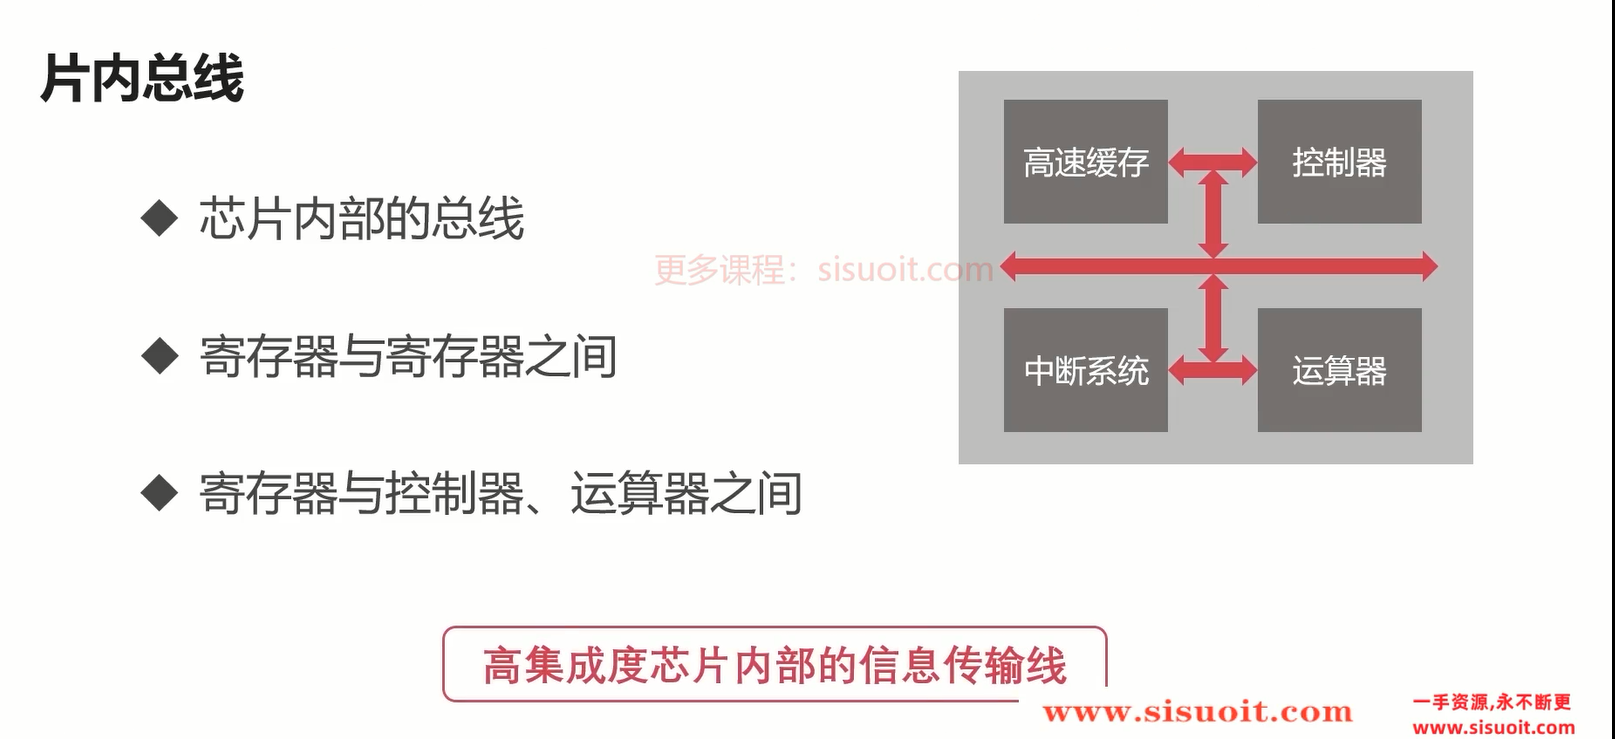 片内总线
芯片内部的总线
寄存器与寄存器之间
寄存器与控制器、运算器之间
高速缓存
控制器
中断系统
运算器
更多课程：sisuoit.com
高集成度芯片内部的信息传输线
www.sisuoit.com
一手资源,永不断更
www.sisuoit.com